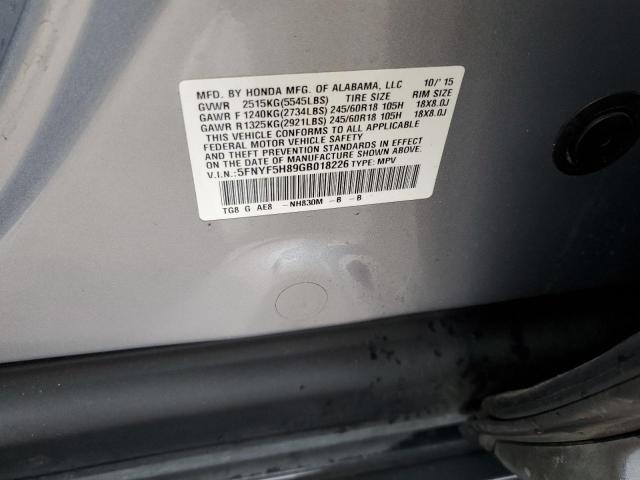 MFD. BY HONDA MFG. OF ALABAMA, LLC 10/'15
GVWR 2515KG(5545LBS) TIRE SIZE RIM SIZE
GAWR F 1240KG(2734LBS) 245/60R18 105H 18X8.0J
GAWR R1325KG(2921LBS) 245/60R18 105H 18X8.0J
THIS VEHICLE CONFORMS TO ALL APPLICABLE
FEDERAL MOTOR VEHICLE SAFETY
STANDARDS AND THEFT PREVENTION STANDARDS IN EFFECT
ON THE DATE OF MANUFACTURE SHOWN ABOVE.
V.I.N.: 5FNYF5H89GB018226 TYPE: MPV
TG8 G AE8 -NH830M -B -B